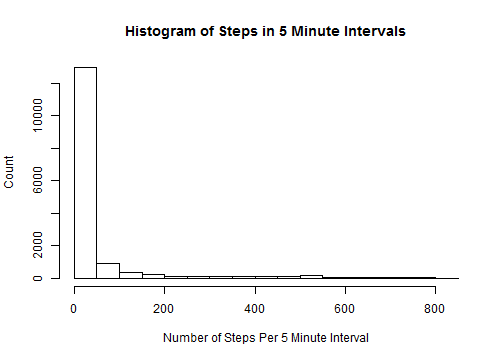 Histogram of Steps in 5 Minute Intervals
Count
10000
6000
2000
0
0 200 400 600 800
Number of Steps Per 5 Minute Interval